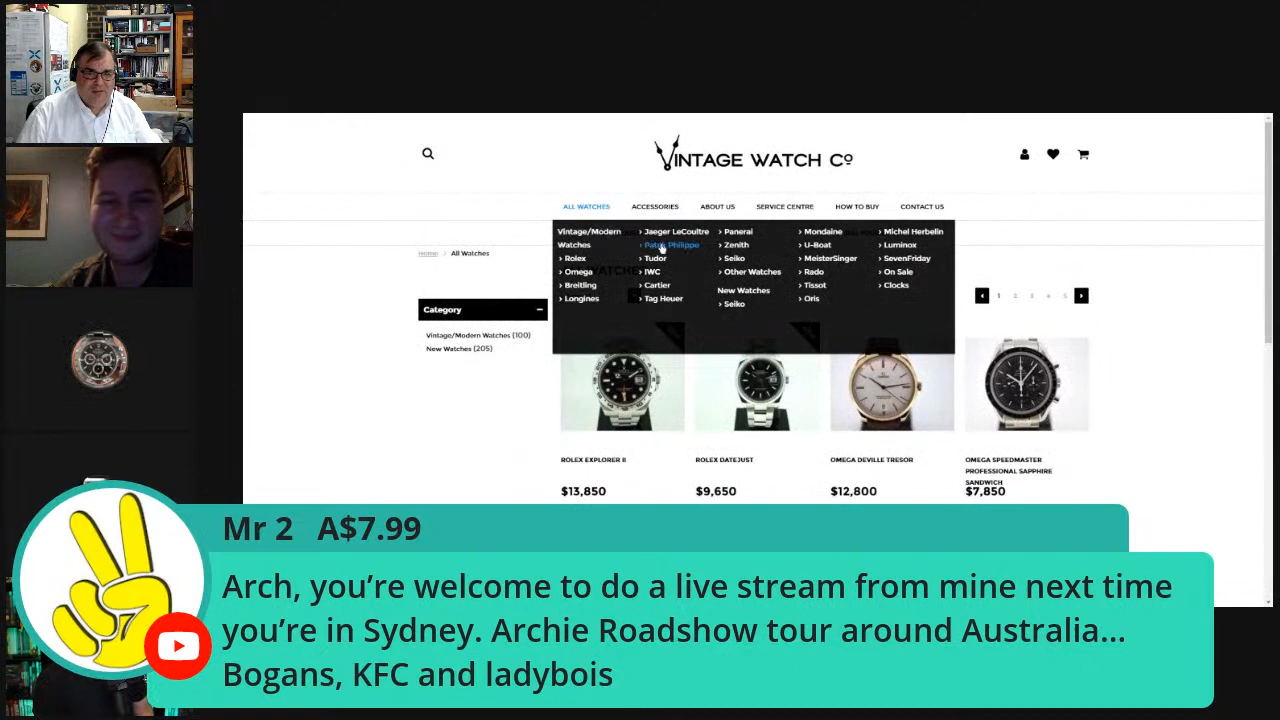 VINTAGE WATCH Co
ALL WATCHES
ACCESSORIES
ABOUT US
SERVICE CENTRE
HOW TO BUY
CONTACT US
Vintage/Modern
Watches
› Rolex
› Omega
› Breitling
› Longines
› Jaeger LeCoultre
› Patek Philippe
› Tudor
› IWC
› Cartier
› Tag Heuer
› Panerai
› Zenith
› Seiko
› Other Watches
New Watches
› Seiko
› Mondaine
› U-Boat
› MeisterSinger
› Rado
› Tissot
› Oris
› Michel Herbelin
› Luminox
› SevenFriday
› On Sale
› Clocks
Home › All Watches
Category –
Vintage/Modern Watches (100)
New Watches (205)
1 2 3 4 5
ROLEX EXPLORER II
$13,850
ROLEX DATEJUST
$9,650
OMEGA DEVILLE TRESOR
$12,800
OMEGA SPEEDMASTER
PROFESSIONAL SAPPHIRE
SANDWICH
$7,850
Mr 2 A$7.99
Arch, you’re welcome to do a live stream from mine next time
you’re in Sydney. Archie Roadshow tour around Australia...
Bogans, KFC and ladybois